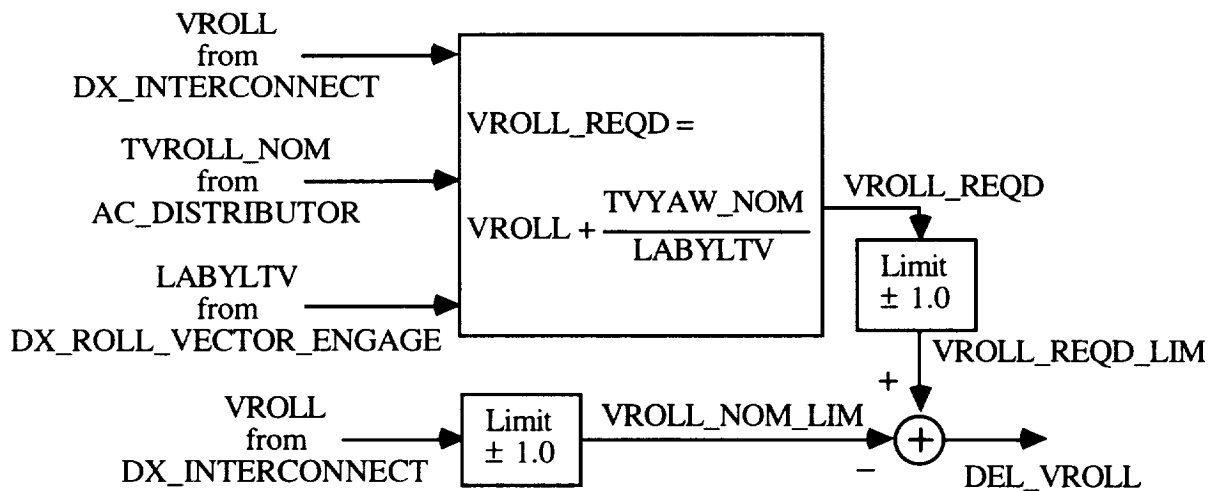 VROLL
from
DX_INTERCONNECT
TVROLL_NOM
from
AC_DISTRIBUTOR
LABYLTV
from
DX_ROLL_VECTOR_ENGAGE
VROLL_REQD =
VROLL + TVYAW_NOM
LABYLTV
VROLL_REQD
Limit
± 1.0
VROLL_REQD_LIM
+
VROLL
from
DX_INTERCONNECT
Limit
± 1.0
VROLL_NOM_LIM
−
+
DEL_VROLL